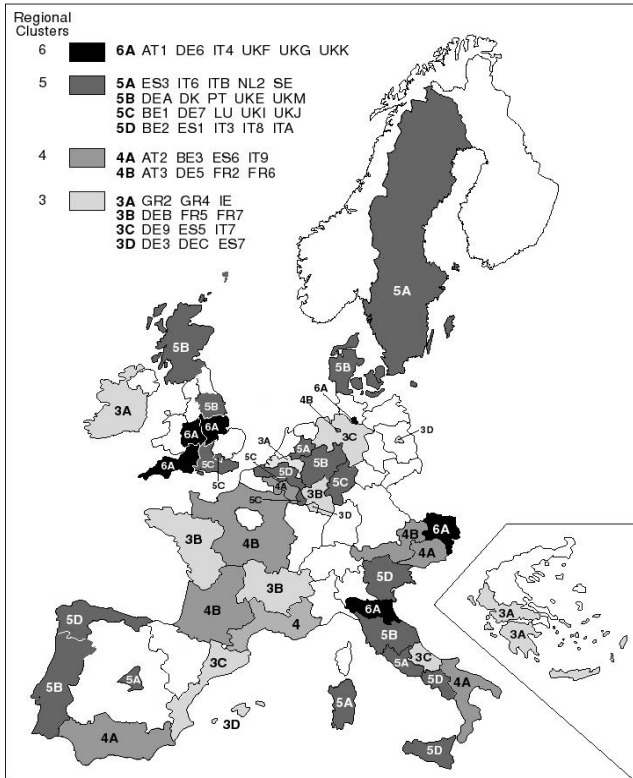 Regional
Clusters
6 6A AT1 DE6 IT4 UKF UKG UKK
5 5A ES3 IT6 ITB NL2 SE
5B DEA DK PT UKE UKM
5C BE1 DE7 LU UKI UKJ
5D BE2 ES1 IT3 IT8 ITA
4 4A AT2 BE3 ES6 IT9
4B AT3 DE5 FR2 FR6
3 3A GR2 GR4 IE
3B DEB FR5 FR7
3C DE9 ES5 IT7
3D DE3 DEC ES7
5A
5B
5B
6A
4B
3A
5B
3C
3D
6A
6A
3A
5A
5B
6A
5C
5C
5D
5C
5C
4A
3B
5C
3D
4B
6A
3B
4B
4A
5D
3B
4B
4
6A
5B
3A
3A
5D
3C
5A
3C
5D
4A
5B
5A
5A
3D
4A
5D